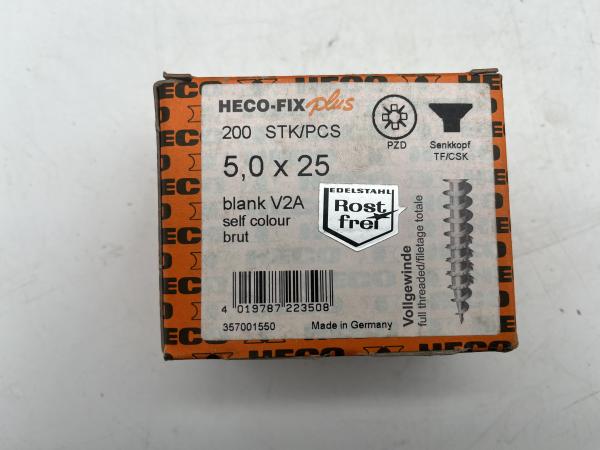 HECO
HECO-FIX plus
200 STK/PCS
5,0 x 25
PZD
Senkkopf
TF/CSK
blank V2A
self colour
brut
EDELSTAHL
Rost
frei
Vollgewinde
full threaded/filetage totale
4 019787 223508
357001550
Made in Germany
HECO